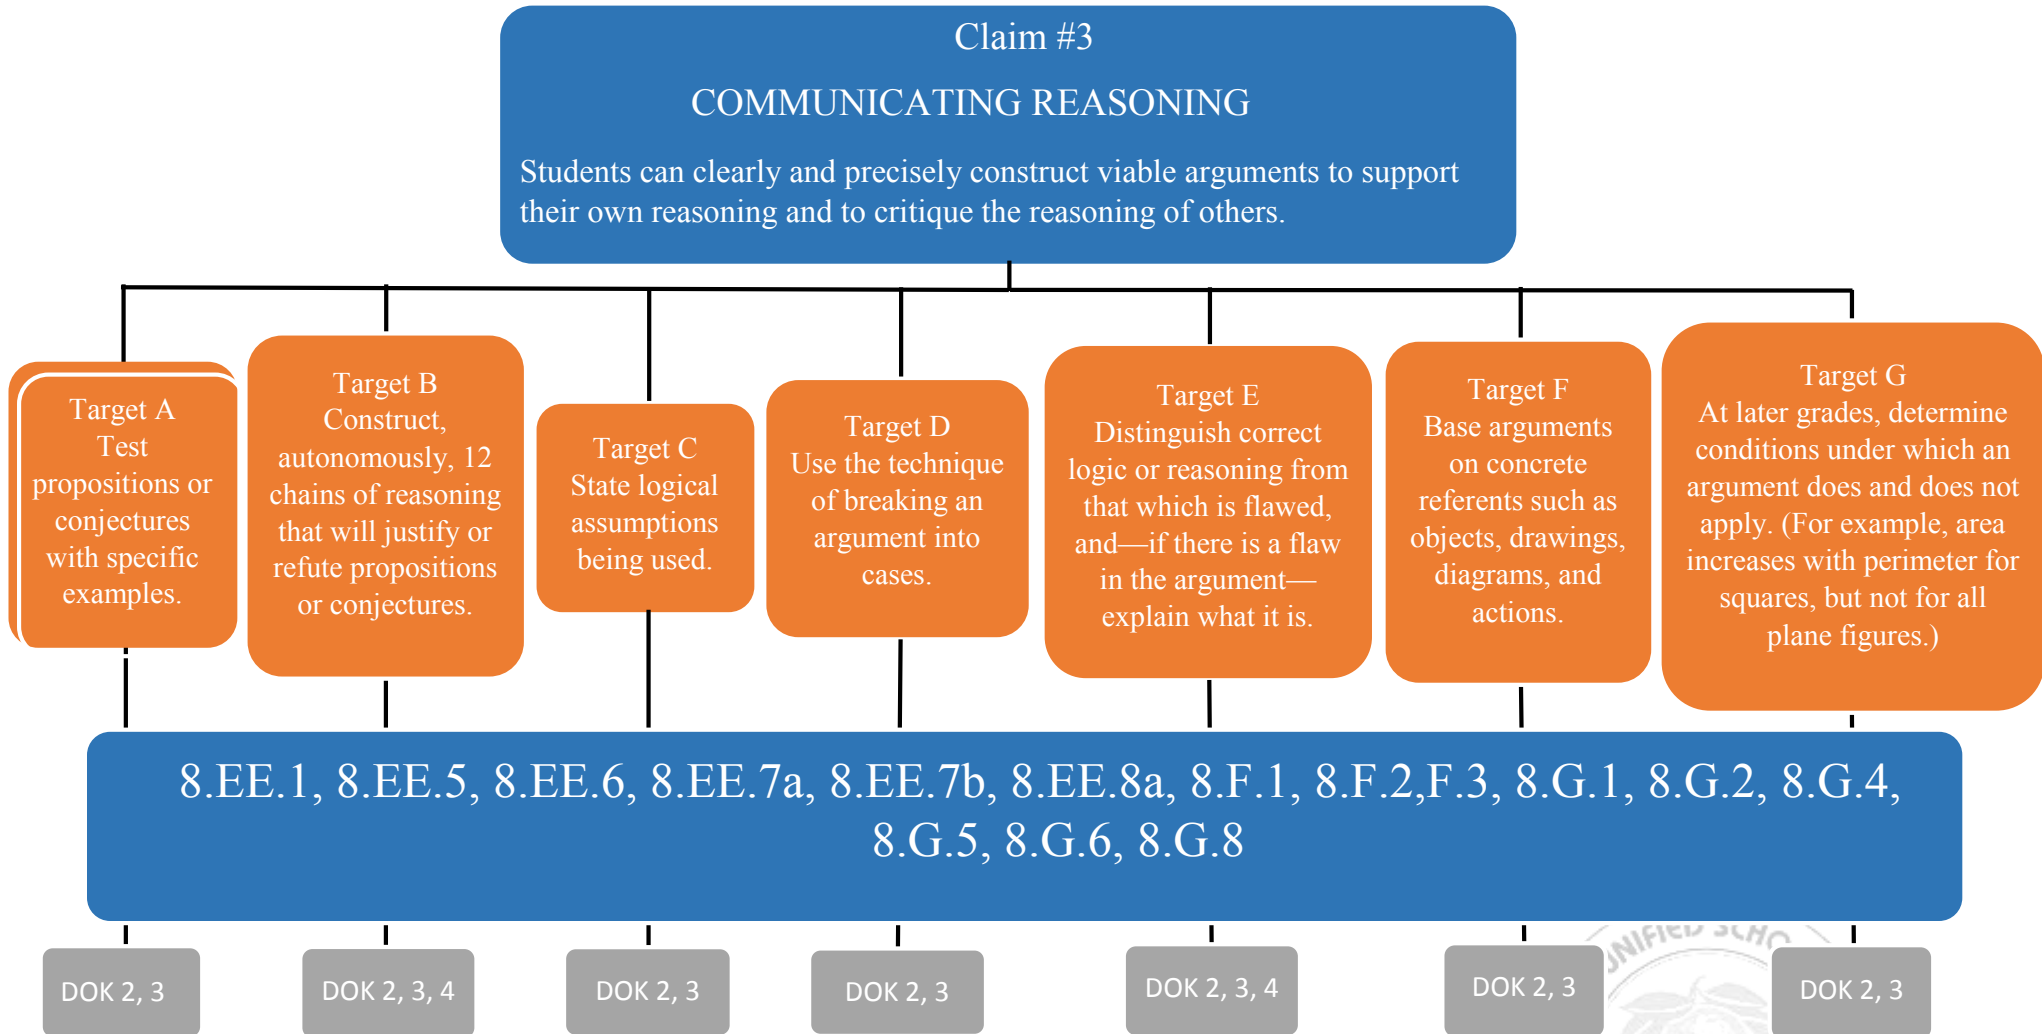 Claim #3
COMMUNICATING REASONING
Students can clearly and precisely construct viable arguments to support
their own reasoning and to critique the reasoning of others.
Target A
Test
propositions or
conjectures
with specific
examples.
Target B
Construct,
autonomously, 12
chains of reasoning
that will justify or
refute propositions
or conjectures.
Target C
State logical
assumptions
being used.
Target D
Use the technique
of breaking an
argument into
cases.
Target E
Distinguish correct
logic or reasoning from
that which is flawed,
and—if there is a flaw
in the argument—
explain what it is.
Target F
Base arguments
on concrete
referents such as
objects, drawings,
diagrams, and
actions.
Target G
At later grades, determine
conditions under which an
argument does and does not
apply. (For example, area
increases with perimeter for
squares, but not for all
plane figures.)
8.EE.1, 8.EE.5, 8.EE.6, 8.EE.7a, 8.EE.7b, 8.EE.8a, 8.F.1, 8.F.2,F.3, 8.G.1, 8.G.2, 8.G.4,
8.G.5, 8.G.6, 8.G.8
DOK 2, 3
DOK 2, 3, 4
DOK 2, 3
DOK 2, 3
DOK 2, 3, 4
DOK 2, 3
DOK 2, 3
UNIFIED